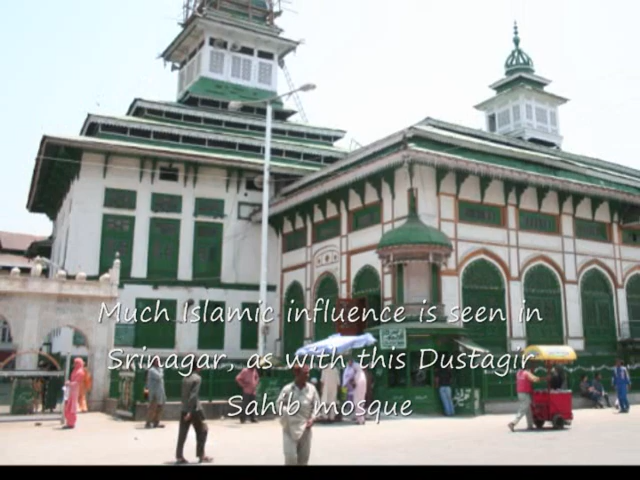 Much Islamic influence is seen in
Srinagar, as with this Dustagir
Sahib mosque